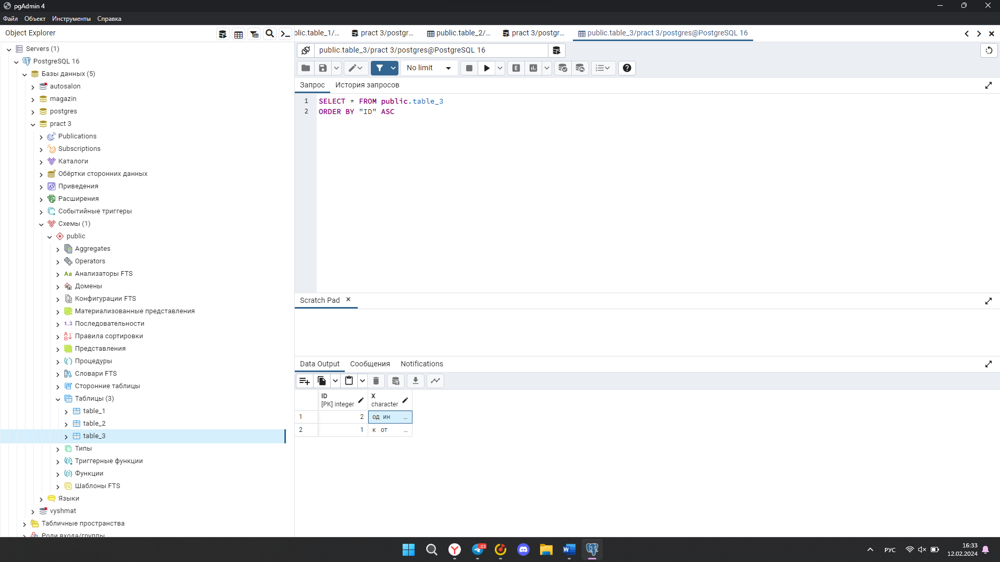 pgAdmin 4
Файл Объект Инструменты Справка
Object Explorer
Servers (1)
PostgreSQL 16
Базы данных (5)
autosalon
magazin
postgres
pract 3
Publications
Subscriptions
Каталоги
Обёртки сторонних данных
Приведения
Расширения
Событийные триггеры
Схемы (1)
public
Aggregates
Operators
Aa Анализаторы FTS
Домены
Конфигурации FTS
Материализованные представления
1..3 Последовательности
Правила сортировки
Представления
Процедуры
Словари FTS
Сторонние таблицы
Таблицы (3)
table_1
table_2
table_3
Типы
Триггерные функции
Функции
Шаблоны FTS
Языки
vyshmat
Табличные пространства
Роли входа/группы
blic.table_1/... pract 3/postgr... public.table_2/... pract 3/postgr... public.table_3/pract 3/postgres@PostgreSQL 16
public.table_3/pract 3/postgres@PostgreSQL 16
No limit E
Запрос История запросов
1 SELECT * FROM public.table_3
2 ORDER BY "ID" ASC
Scratch Pad
Data Output Сообщения Notifications
ID X
[PK] integer character
1 2 од ин ...
2 1 к от ...
03
РУС
16:33
12.02.2024